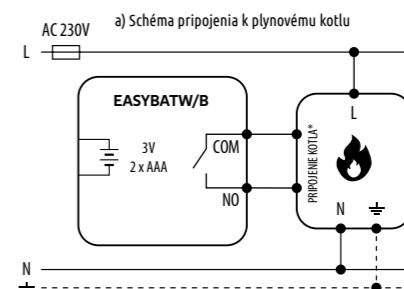 a) Schéma pripojenia k plynovému kotlu
AC 230V
L
EASYBATW/B
3V
2 x AAA
COM
NO
PRIPOJENIE KOTLA*
L
N
N